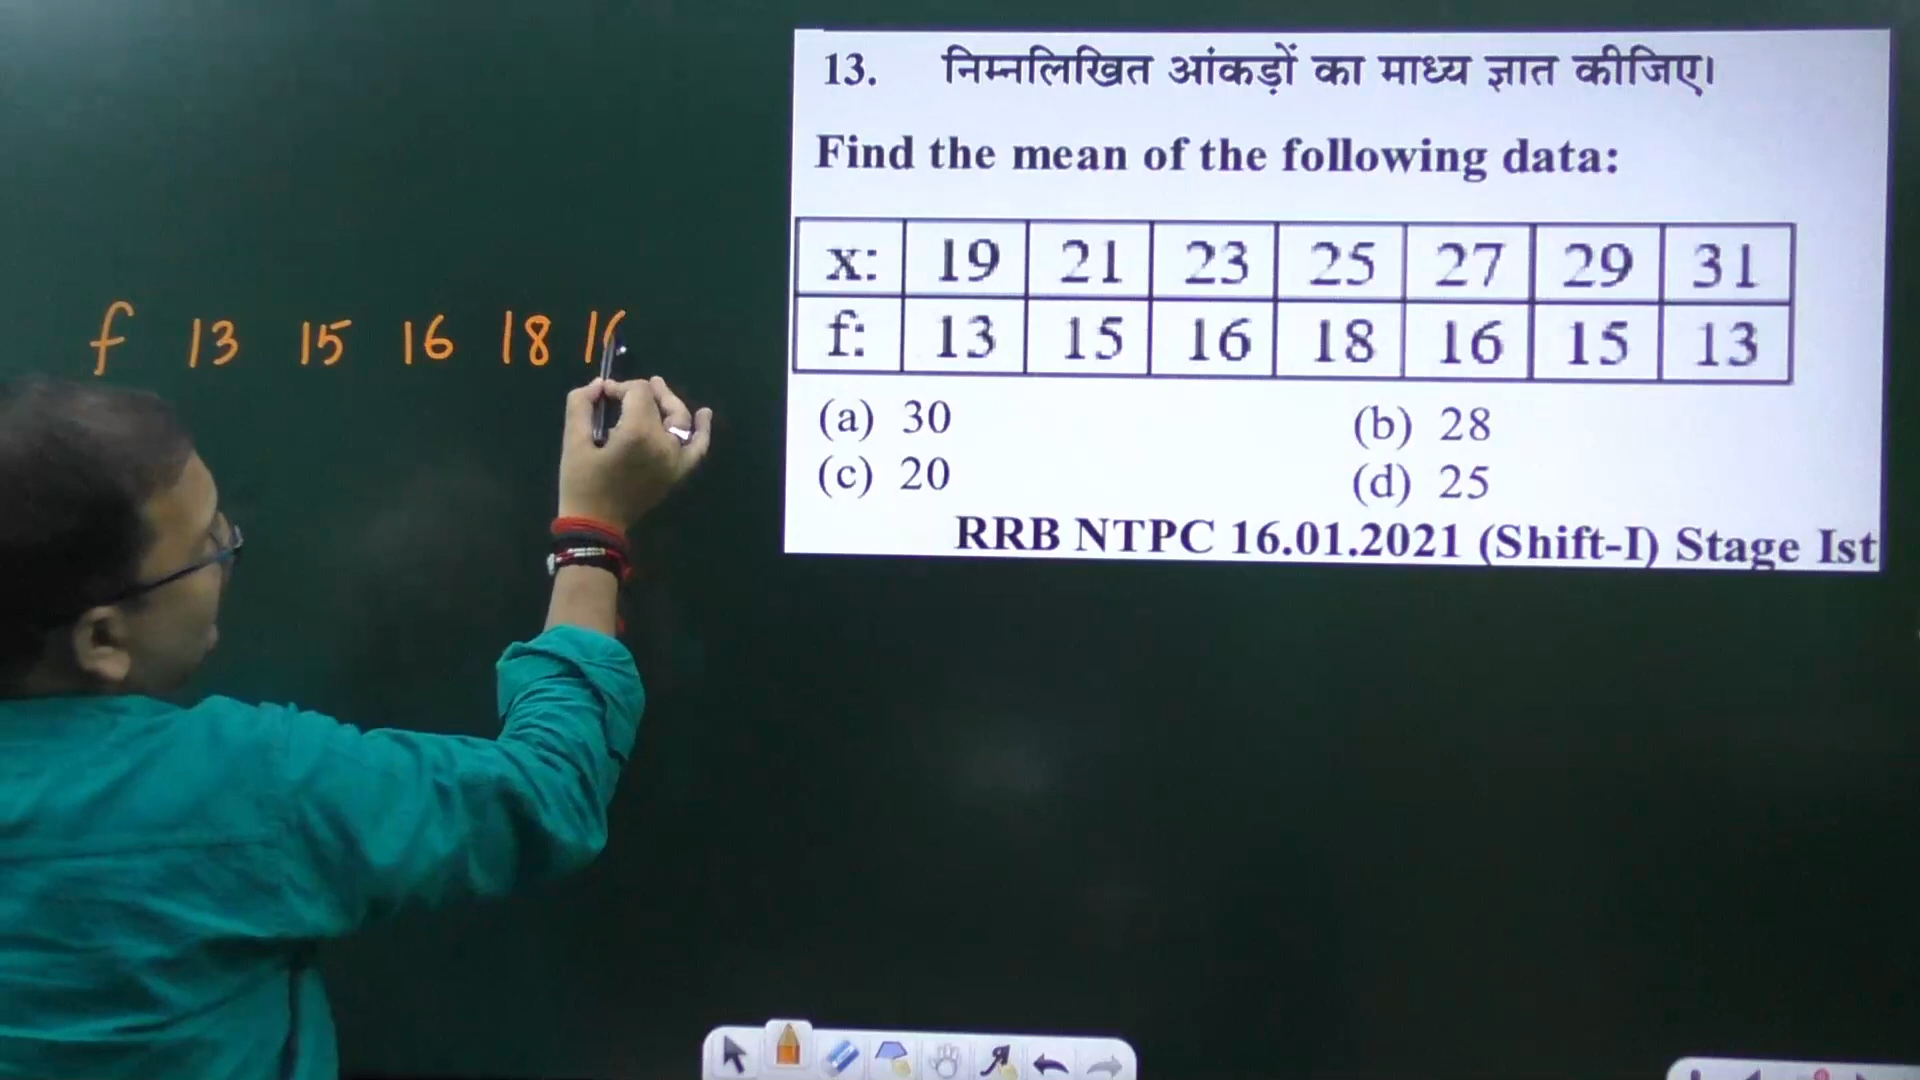 13. निम्नलिखित आंकड़ों का माध्य ज्ञात कीजिए।
Find the mean of the following data:
x: 19 21 23 25 27 29 31
f: 13 15 16 18 16 15 13
(a) 30 (b) 28
(c) 20 (d) 25
RRB NTPC 16.01.2021 (Shift-I) Stage Ist
f 13 15 16 18 16